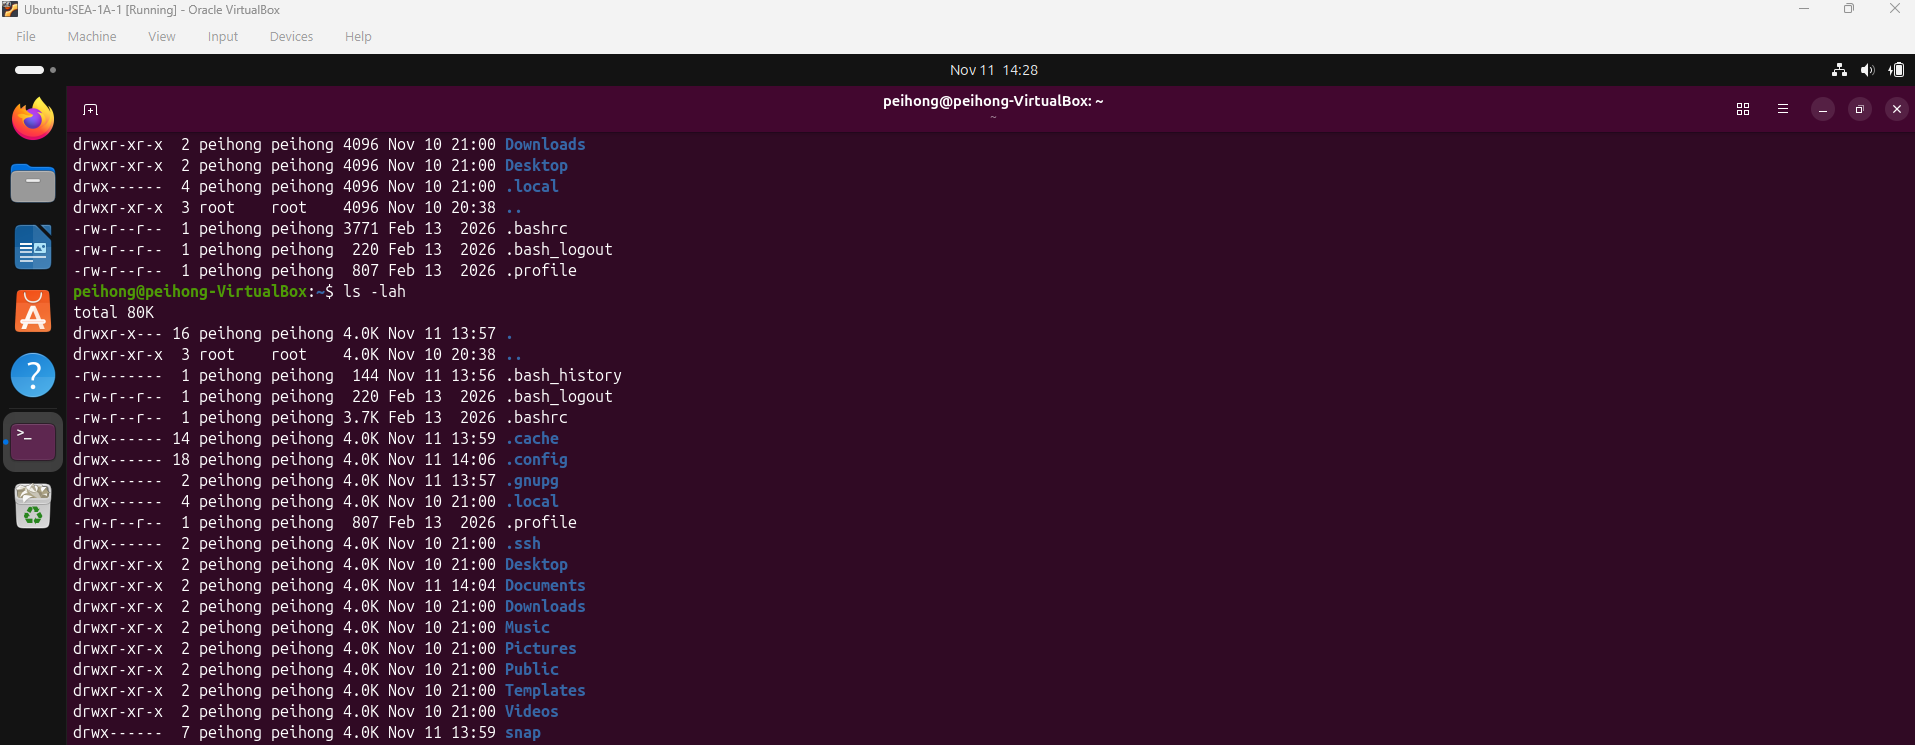 Ubuntu-ISEA-1A-1 [Running] - Oracle VirtualBox
File Machine View Input Devices Help
Nov 11 14:28
peihong@peihong-VirtualBox: ~
~
drwxr-xr-x  2 peihong peihong 4096 Nov 10 21:00 Downloads
drwxr-xr-x  2 peihong peihong 4096 Nov 10 21:00 Desktop
drwx------  4 peihong peihong 4096 Nov 10 21:00 .local
drwxr-xr-x  3 root    root    4096 Nov 10 20:38 ..
-rw-r--r--  1 peihong peihong 3771 Feb 13  2026 .bashrc
-rw-r--r--  1 peihong peihong  220 Feb 13  2026 .bash_logout
-rw-r--r--  1 peihong peihong  807 Feb 13  2026 .profile
peihong@peihong-VirtualBox:~$ ls -lah
total 80K
drwxr-x--- 16 peihong peihong 4.0K Nov 11 13:57 .
drwxr-xr-x  3 root    root    4.0K Nov 10 20:38 ..
-rw-------  1 peihong peihong  144 Nov 11 13:56 .bash_history
-rw-r--r--  1 peihong peihong  220 Feb 13  2026 .bash_logout
-rw-r--r--  1 peihong peihong 3.7K Feb 13  2026 .bashrc
drwx------ 14 peihong peihong 4.0K Nov 11 13:59 .cache
drwx------ 18 peihong peihong 4.0K Nov 11 14:06 .config
drwx------  2 peihong peihong 4.0K Nov 11 13:57 .gnupg
drwx------  4 peihong peihong 4.0K Nov 10 21:00 .local
-rw-r--r--  1 peihong peihong  807 Feb 13  2026 .profile
drwx------  2 peihong peihong 4.0K Nov 10 21:00 .ssh
drwxr-xr-x  2 peihong peihong 4.0K Nov 10 21:00 Desktop
drwxr-xr-x  2 peihong peihong 4.0K Nov 11 14:04 Documents
drwxr-xr-x  2 peihong peihong 4.0K Nov 10 21:00 Downloads
drwxr-xr-x  2 peihong peihong 4.0K Nov 10 21:00 Music
drwxr-xr-x  2 peihong peihong 4.0K Nov 10 21:00 Pictures
drwxr-xr-x  2 peihong peihong 4.0K Nov 10 21:00 Public
drwxr-xr-x  2 peihong peihong 4.0K Nov 10 21:00 Templates
drwxr-xr-x  2 peihong peihong 4.0K Nov 10 21:00 Videos
drwx------  7 peihong peihong 4.0K Nov 11 13:59 snap